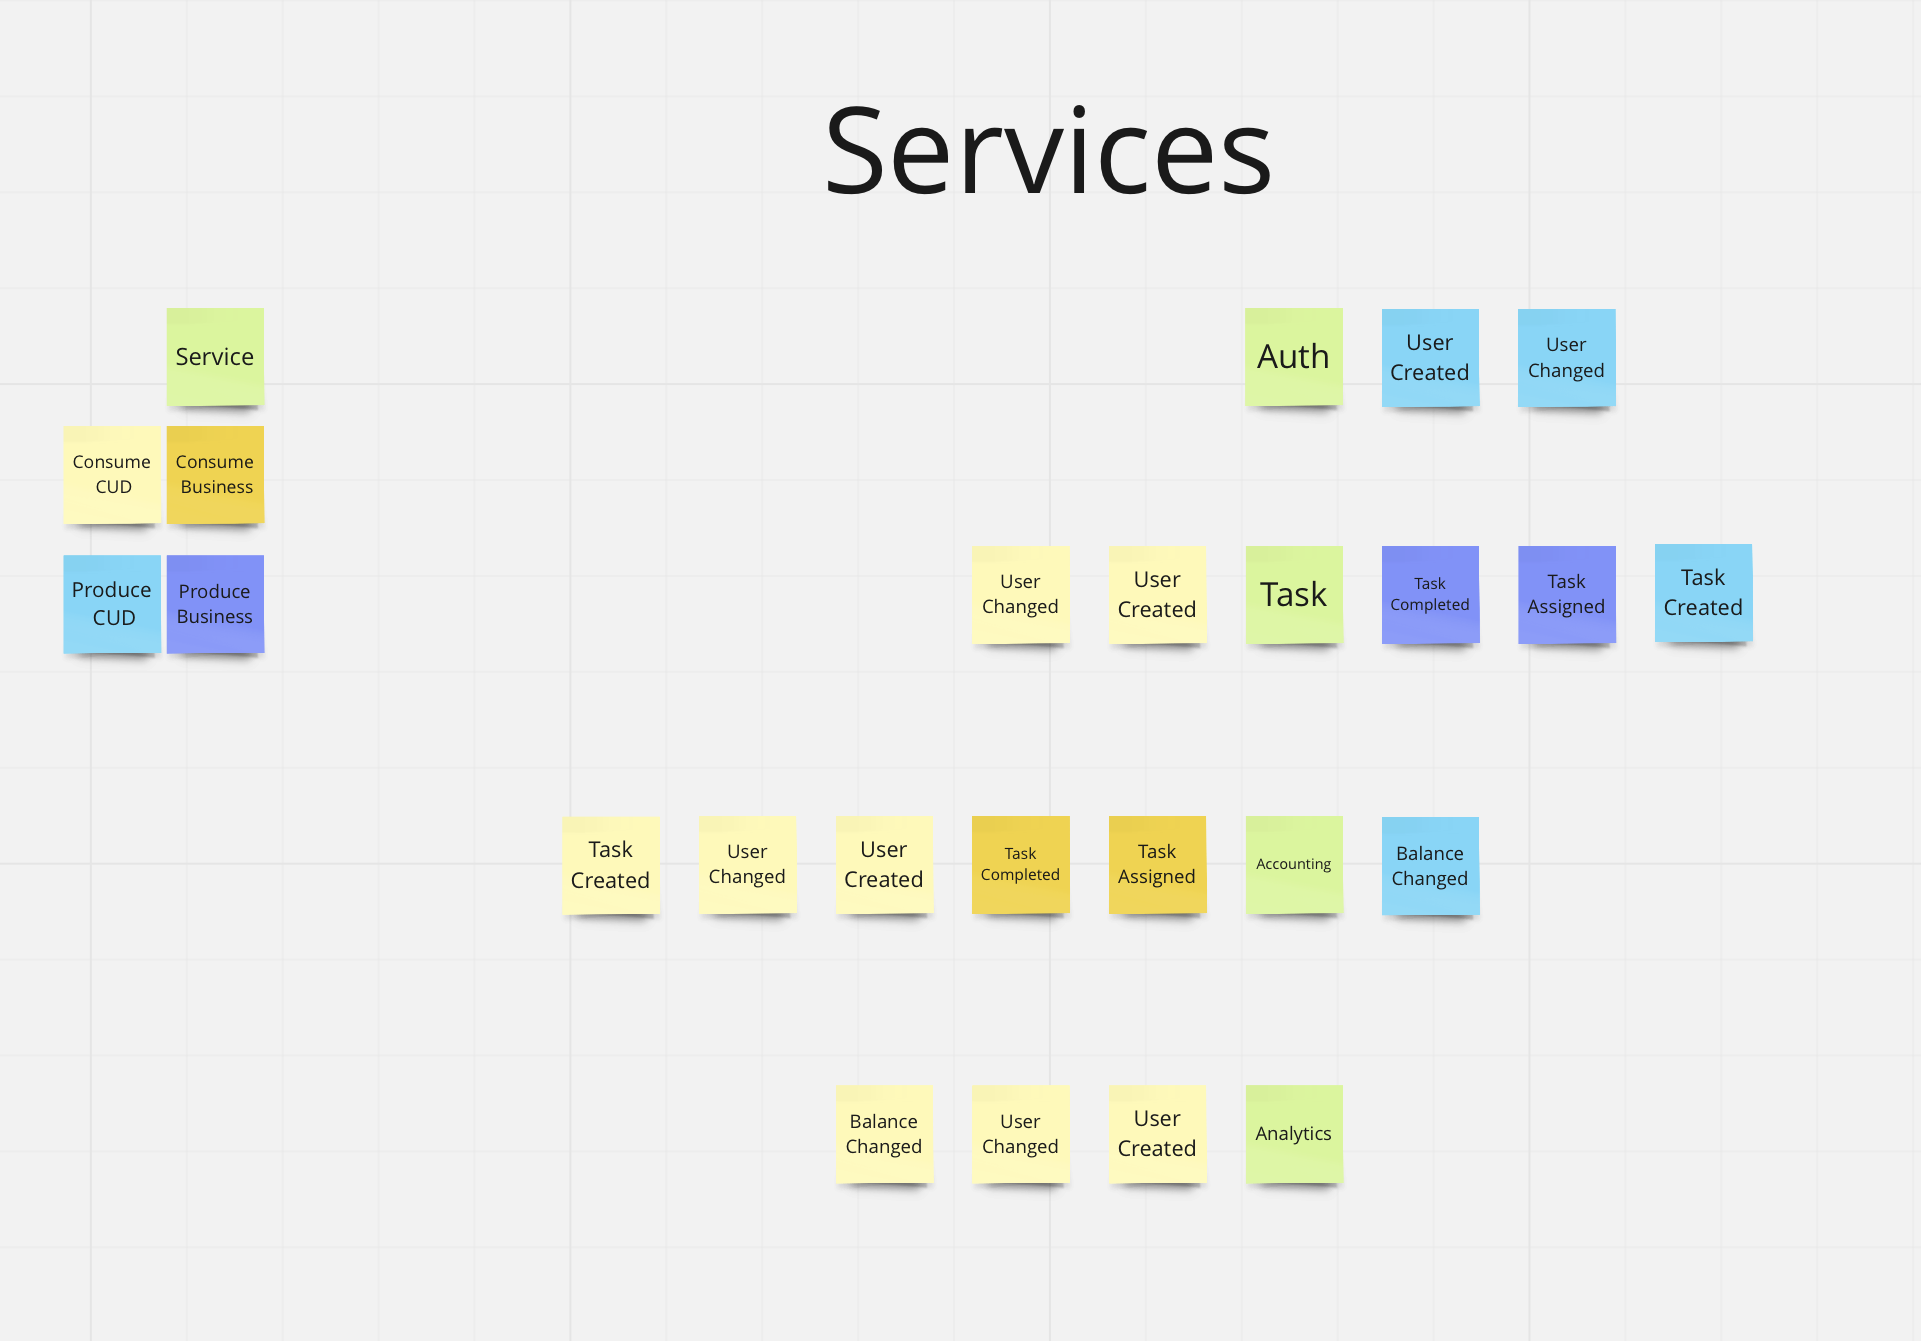 Services
Service
Consume
CUD
Consume
Business
Produce
CUD
Produce
Business
Auth
User
Created
User
Changed
User
Changed
User
Created
Task
Task
Completed
Task
Assigned
Task
Created
Task
Created
User
Changed
User
Created
Task
Completed
Task
Assigned
Accounting
Balance
Changed
Balance
Changed
User
Changed
User
Created
Analytics